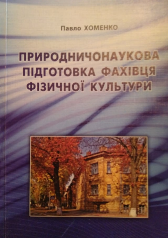 Павло ХОМЕНКО
ПРИРОДНИЧОНАУКОВА
ПІДГОТОВКА ФАХІВЦЯ
ФІЗИЧНОЇ КУЛЬТУРИ